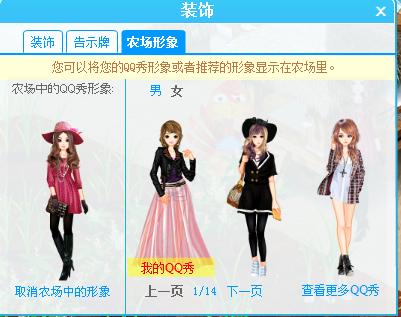 装饰
装饰 告示牌 农场形象
您可以将您的QQ秀形象或者推荐的形象显示在农场里。
农场中的QQ秀形象: 男 女
我的QQ秀
取消农场中的形象 上一页 1/14 下一页 查看更多QQ秀